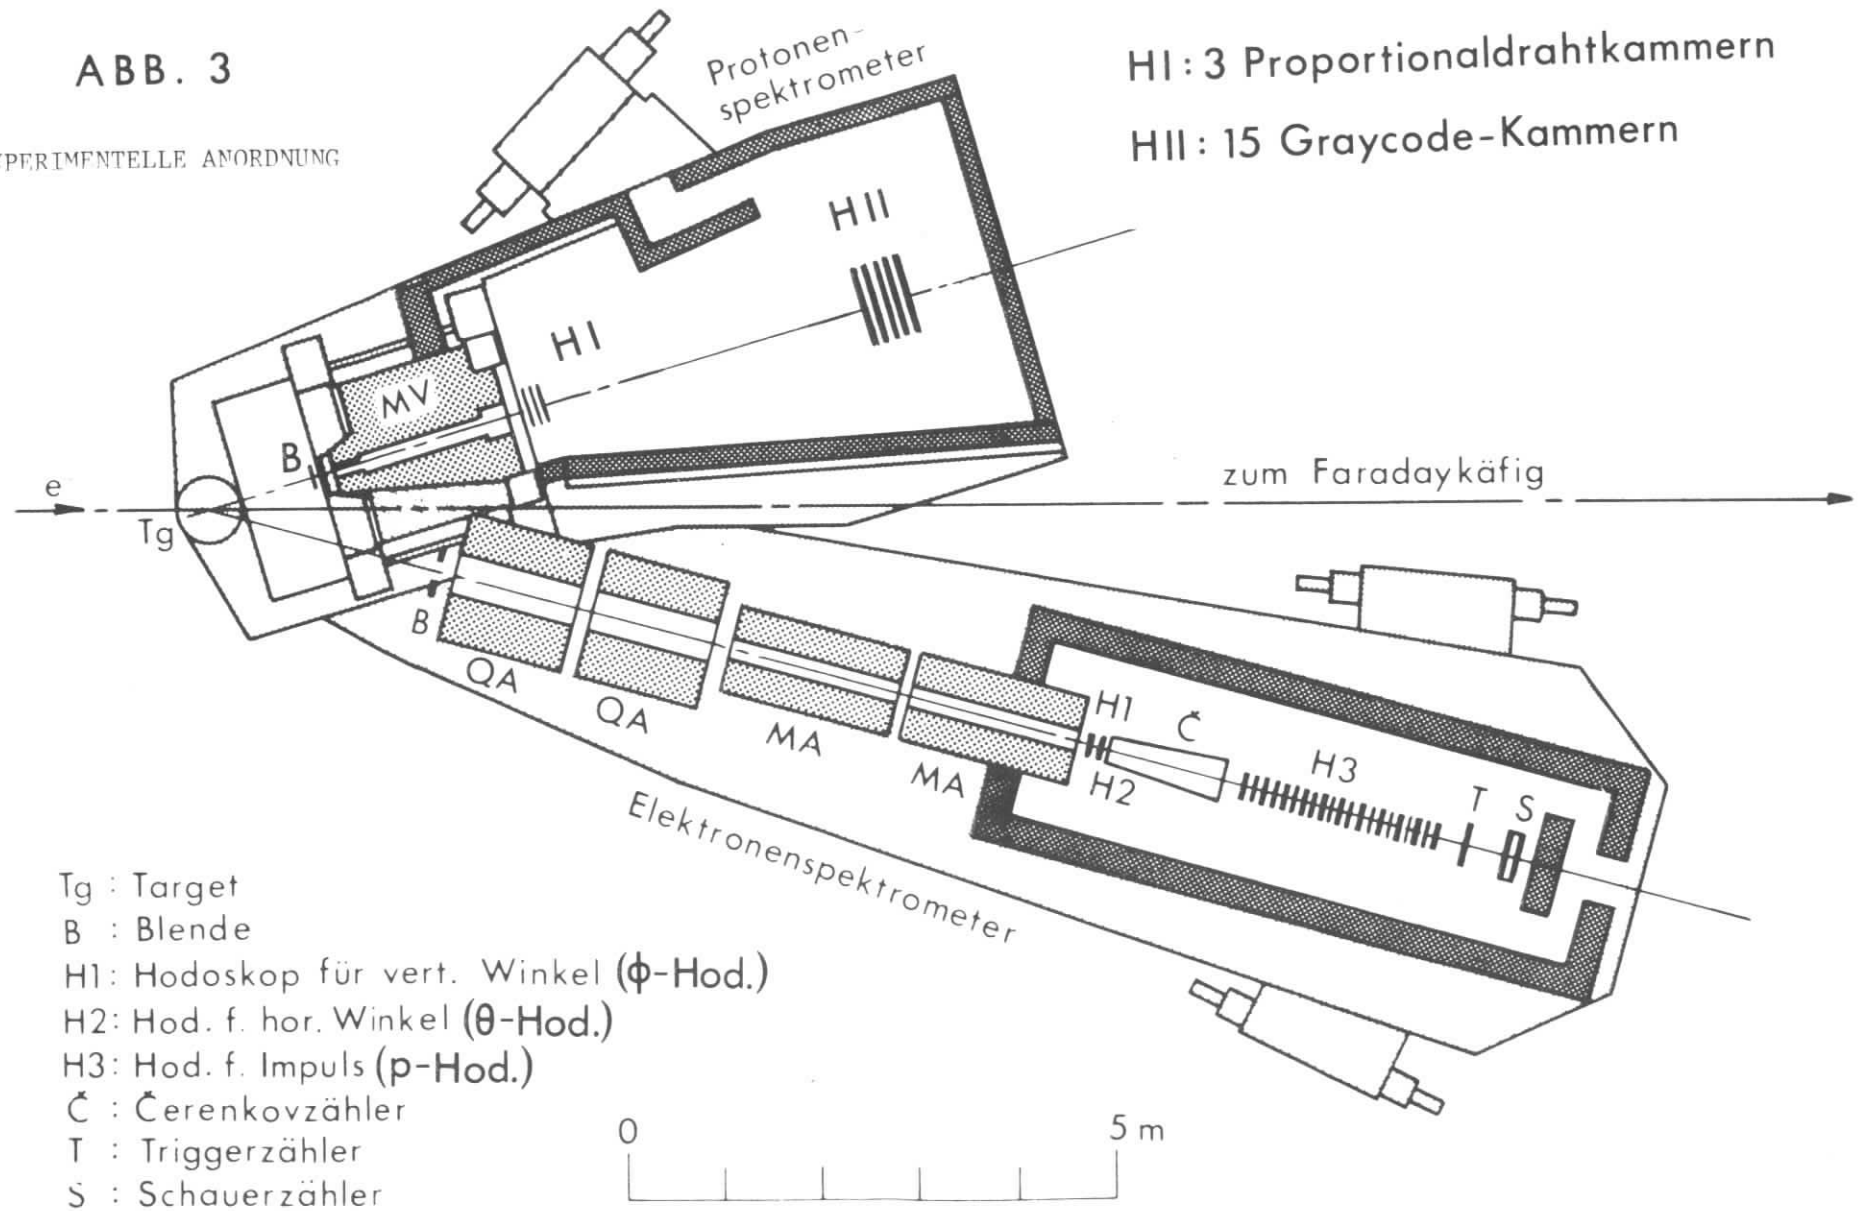 ABB. 3
EXPERIMENTELLE ANORDNUNG
Protonen-
spektrometer
HI: 3 Proportionaldrahtkammern
HII: 15 Graycode-Kammern
HII
HI
MV
B
e
Tg
zum Faradaykäfig
B
QA
QA
MA
MA
H1
H2
Č
H3
T
S
Elektronenspektrometer
Tg : Target
B : Blende
H1: Hodoskop für vert. Winkel (ϕ-Hod.)
H2: Hod. f. hor. Winkel (θ-Hod.)
H3: Hod. f. Impuls (p-Hod.)
Č : Čerenkovzähler
T : Triggerzähler
S : Schauerzähler
0 5 m